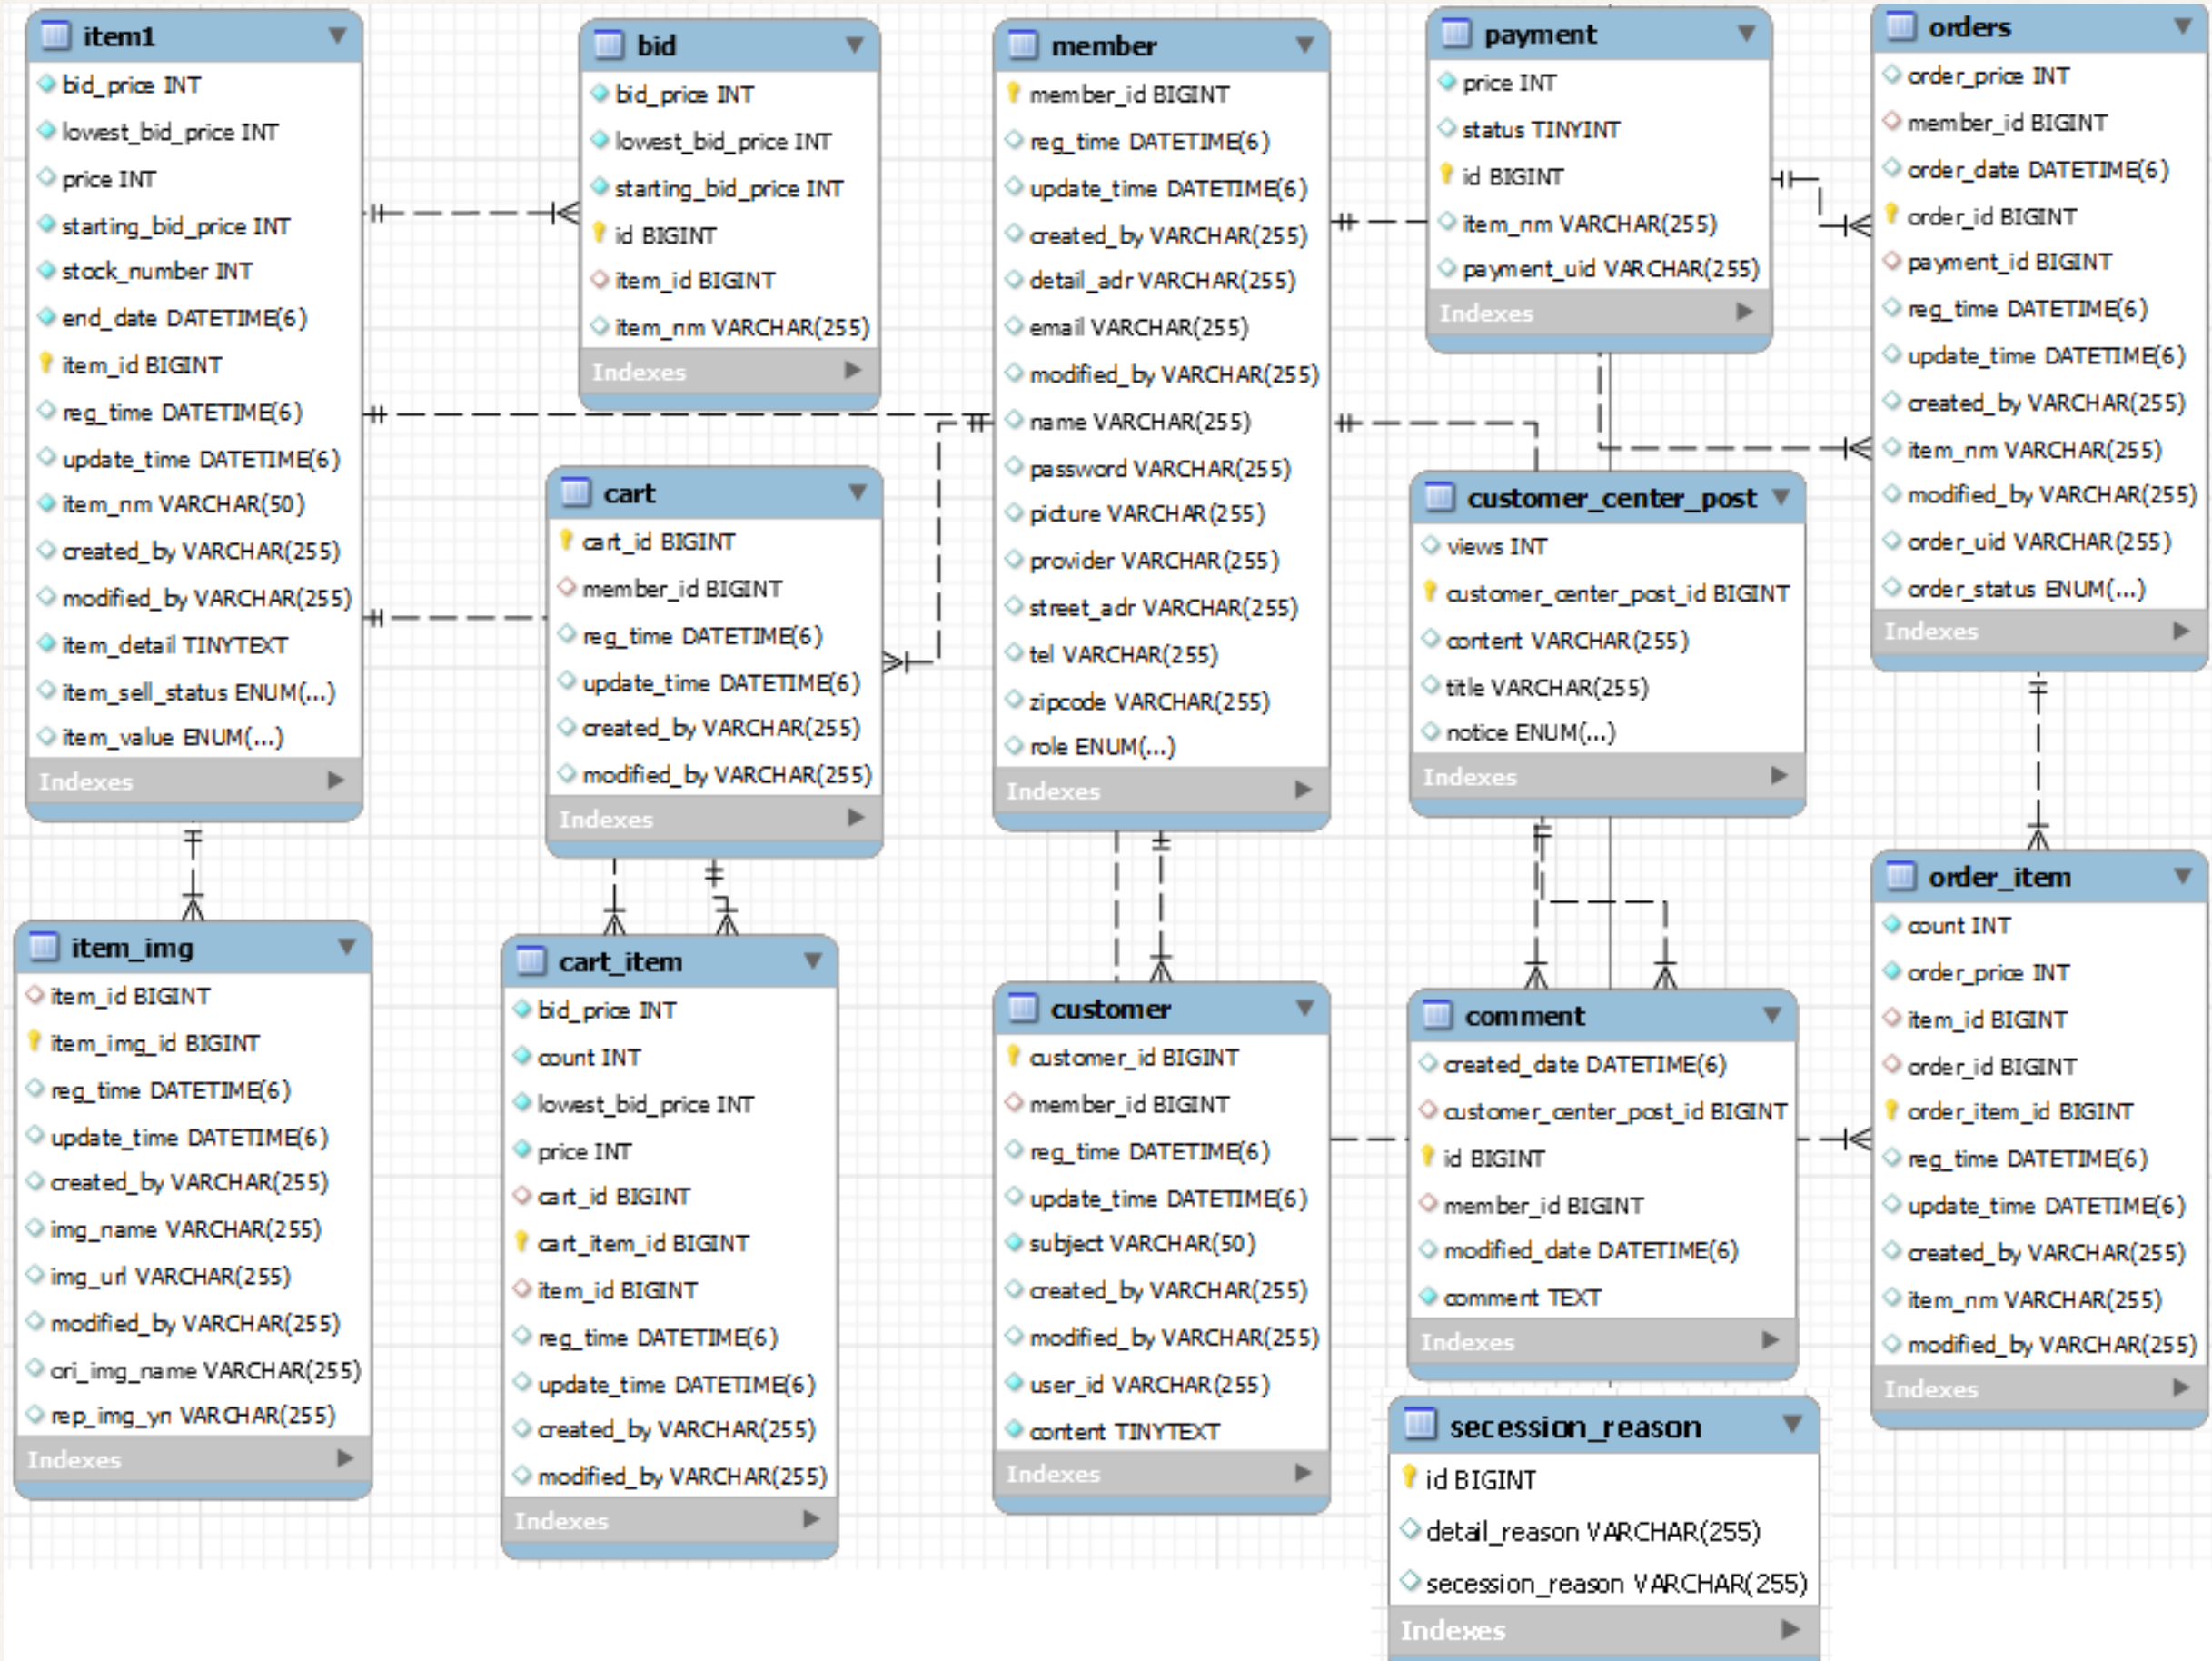 item1
bid_price INT
lowest_bid_price INT
price INT
starting_bid_price INT
stock_number INT
end_date DATETIME(6)
item_id BIGINT
reg_time DATETIME(6)
update_time DATETIME(6)
item_nm VARCHAR(50)
created_by VARCHAR(255)
modified_by VARCHAR(255)
item_detail TINYTEXT
item_sell_status ENUM(...)
item_value ENUM(...)
Indexes
bid
bid_price INT
lowest_bid_price INT
starting_bid_price INT
id BIGINT
item_id BIGINT
item_nm VARCHAR(255)
Indexes
member
member_id BIGINT
reg_time DATETIME(6)
update_time DATETIME(6)
created_by VARCHAR(255)
detail_adr VARCHAR(255)
email VARCHAR(255)
modified_by VARCHAR(255)
name VARCHAR(255)
password VARCHAR(255)
picture VARCHAR(255)
provider VARCHAR(255)
street_adr VARCHAR(255)
tel VARCHAR(255)
zipcode VARCHAR(255)
role ENUM(...)
Indexes
payment
price INT
status TINYINT
id BIGINT
item_nm VARCHAR(255)
payment_uid VARCHAR(255)
Indexes
orders
order_price INT
member_id BIGINT
order_date DATETIME(6)
order_id BIGINT
payment_id BIGINT
reg_time DATETIME(6)
update_time DATETIME(6)
created_by VARCHAR(255)
item_nm VARCHAR(255)
modified_by VARCHAR(255)
order_uid VARCHAR(255)
order_status ENUM(...)
Indexes
cart
cart_id BIGINT
member_id BIGINT
reg_time DATETIME(6)
update_time DATETIME(6)
created_by VARCHAR(255)
modified_by VARCHAR(255)
Indexes
customer_center_post
views INT
customer_center_post_id BIGINT
content VARCHAR(255)
title VARCHAR(255)
notice ENUM(...)
Indexes
item_img
item_id BIGINT
item_img_id BIGINT
reg_time DATETIME(6)
update_time DATETIME(6)
created_by VARCHAR(255)
img_name VARCHAR(255)
img_url VARCHAR(255)
modified_by VARCHAR(255)
ori_img_name VARCHAR(255)
rep_img_yn VARCHAR(255)
Indexes
cart_item
bid_price INT
count INT
lowest_bid_price INT
price INT
cart_id BIGINT
cart_item_id BIGINT
item_id BIGINT
reg_time DATETIME(6)
update_time DATETIME(6)
created_by VARCHAR(255)
modified_by VARCHAR(255)
Indexes
customer
customer_id BIGINT
member_id BIGINT
reg_time DATETIME(6)
update_time DATETIME(6)
subject VARCHAR(50)
created_by VARCHAR(255)
modified_by VARCHAR(255)
user_id VARCHAR(255)
content TINYTEXT
Indexes
comment
created_date DATETIME(6)
customer_center_post_id BIGINT
id BIGINT
member_id BIGINT
modified_date DATETIME(6)
comment TEXT
Indexes
order_item
count INT
order_price INT
item_id BIGINT
order_id BIGINT
order_item_id BIGINT
reg_time DATETIME(6)
update_time DATETIME(6)
created_by VARCHAR(255)
item_nm VARCHAR(255)
modified_by VARCHAR(255)
Indexes
secession_reason
id BIGINT
detail_reason VARCHAR(255)
secession_reason VARCHAR(255)
Indexes